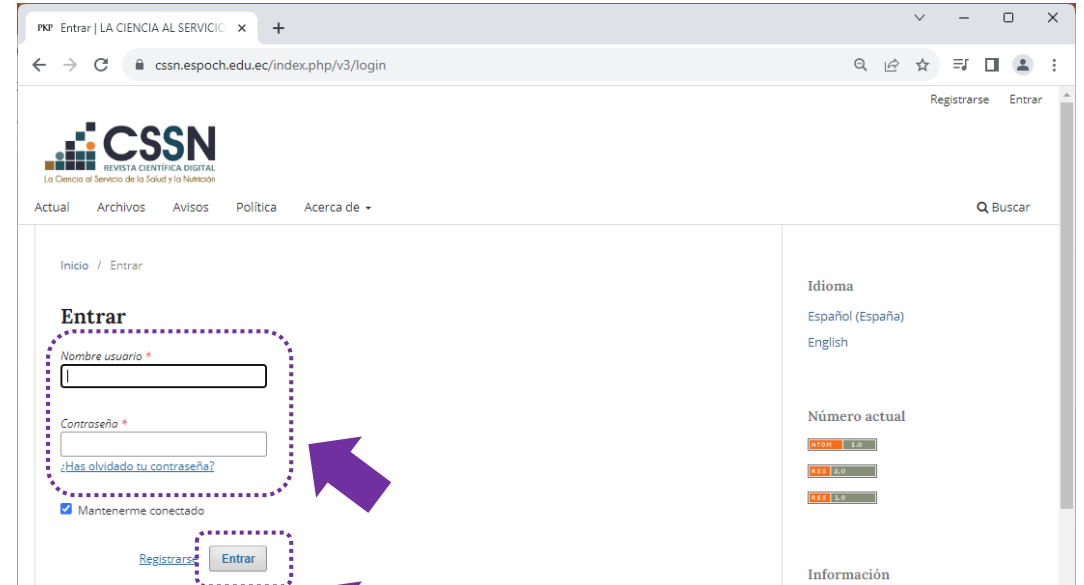 PKP Entrar | LA CIENCIA AL SERVICIO
cssn.espoch.edu.ec/index.php/v3/login
Registrarse Entrar
CSSN
REVISTA CIENTÍFICA DIGITAL
La Ciencia al Servicio de la Salud y la Nutrición
Actual Archivos Avisos Política Acerca de Buscar
Inicio / Entrar
Entrar
Nombre usuario *
Contraseña *
¿Has olvidado tu contraseña?
Mantenerme conectado
Registrarse Entrar
Idioma
Español (España)
English
Número actual
ATOM 1.0
RSS 2.0
RSS 1.0
Información